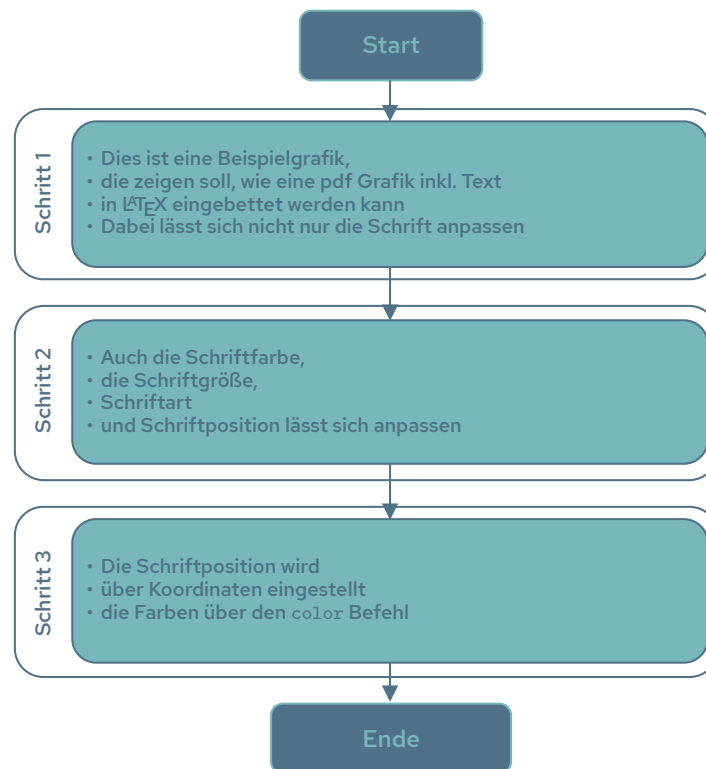 Start
Schritt 1
• Dies ist eine Beispielgrafik,
• die zeigen soll, wie eine pdf Grafik inkl. Text
• in LATEX eingebettet werden kann
• Dabei lässt sich nicht nur die Schrift anpassen
Schritt 2
• Auch die Schriftfarbe,
• die Schriftgröße,
• Schriftart
• und Schriftposition lässt sich anpassen
Schritt 3
• Die Schriftposition wird
• über Koordinaten eingestellt
• die Farben über den color Befehl
Ende